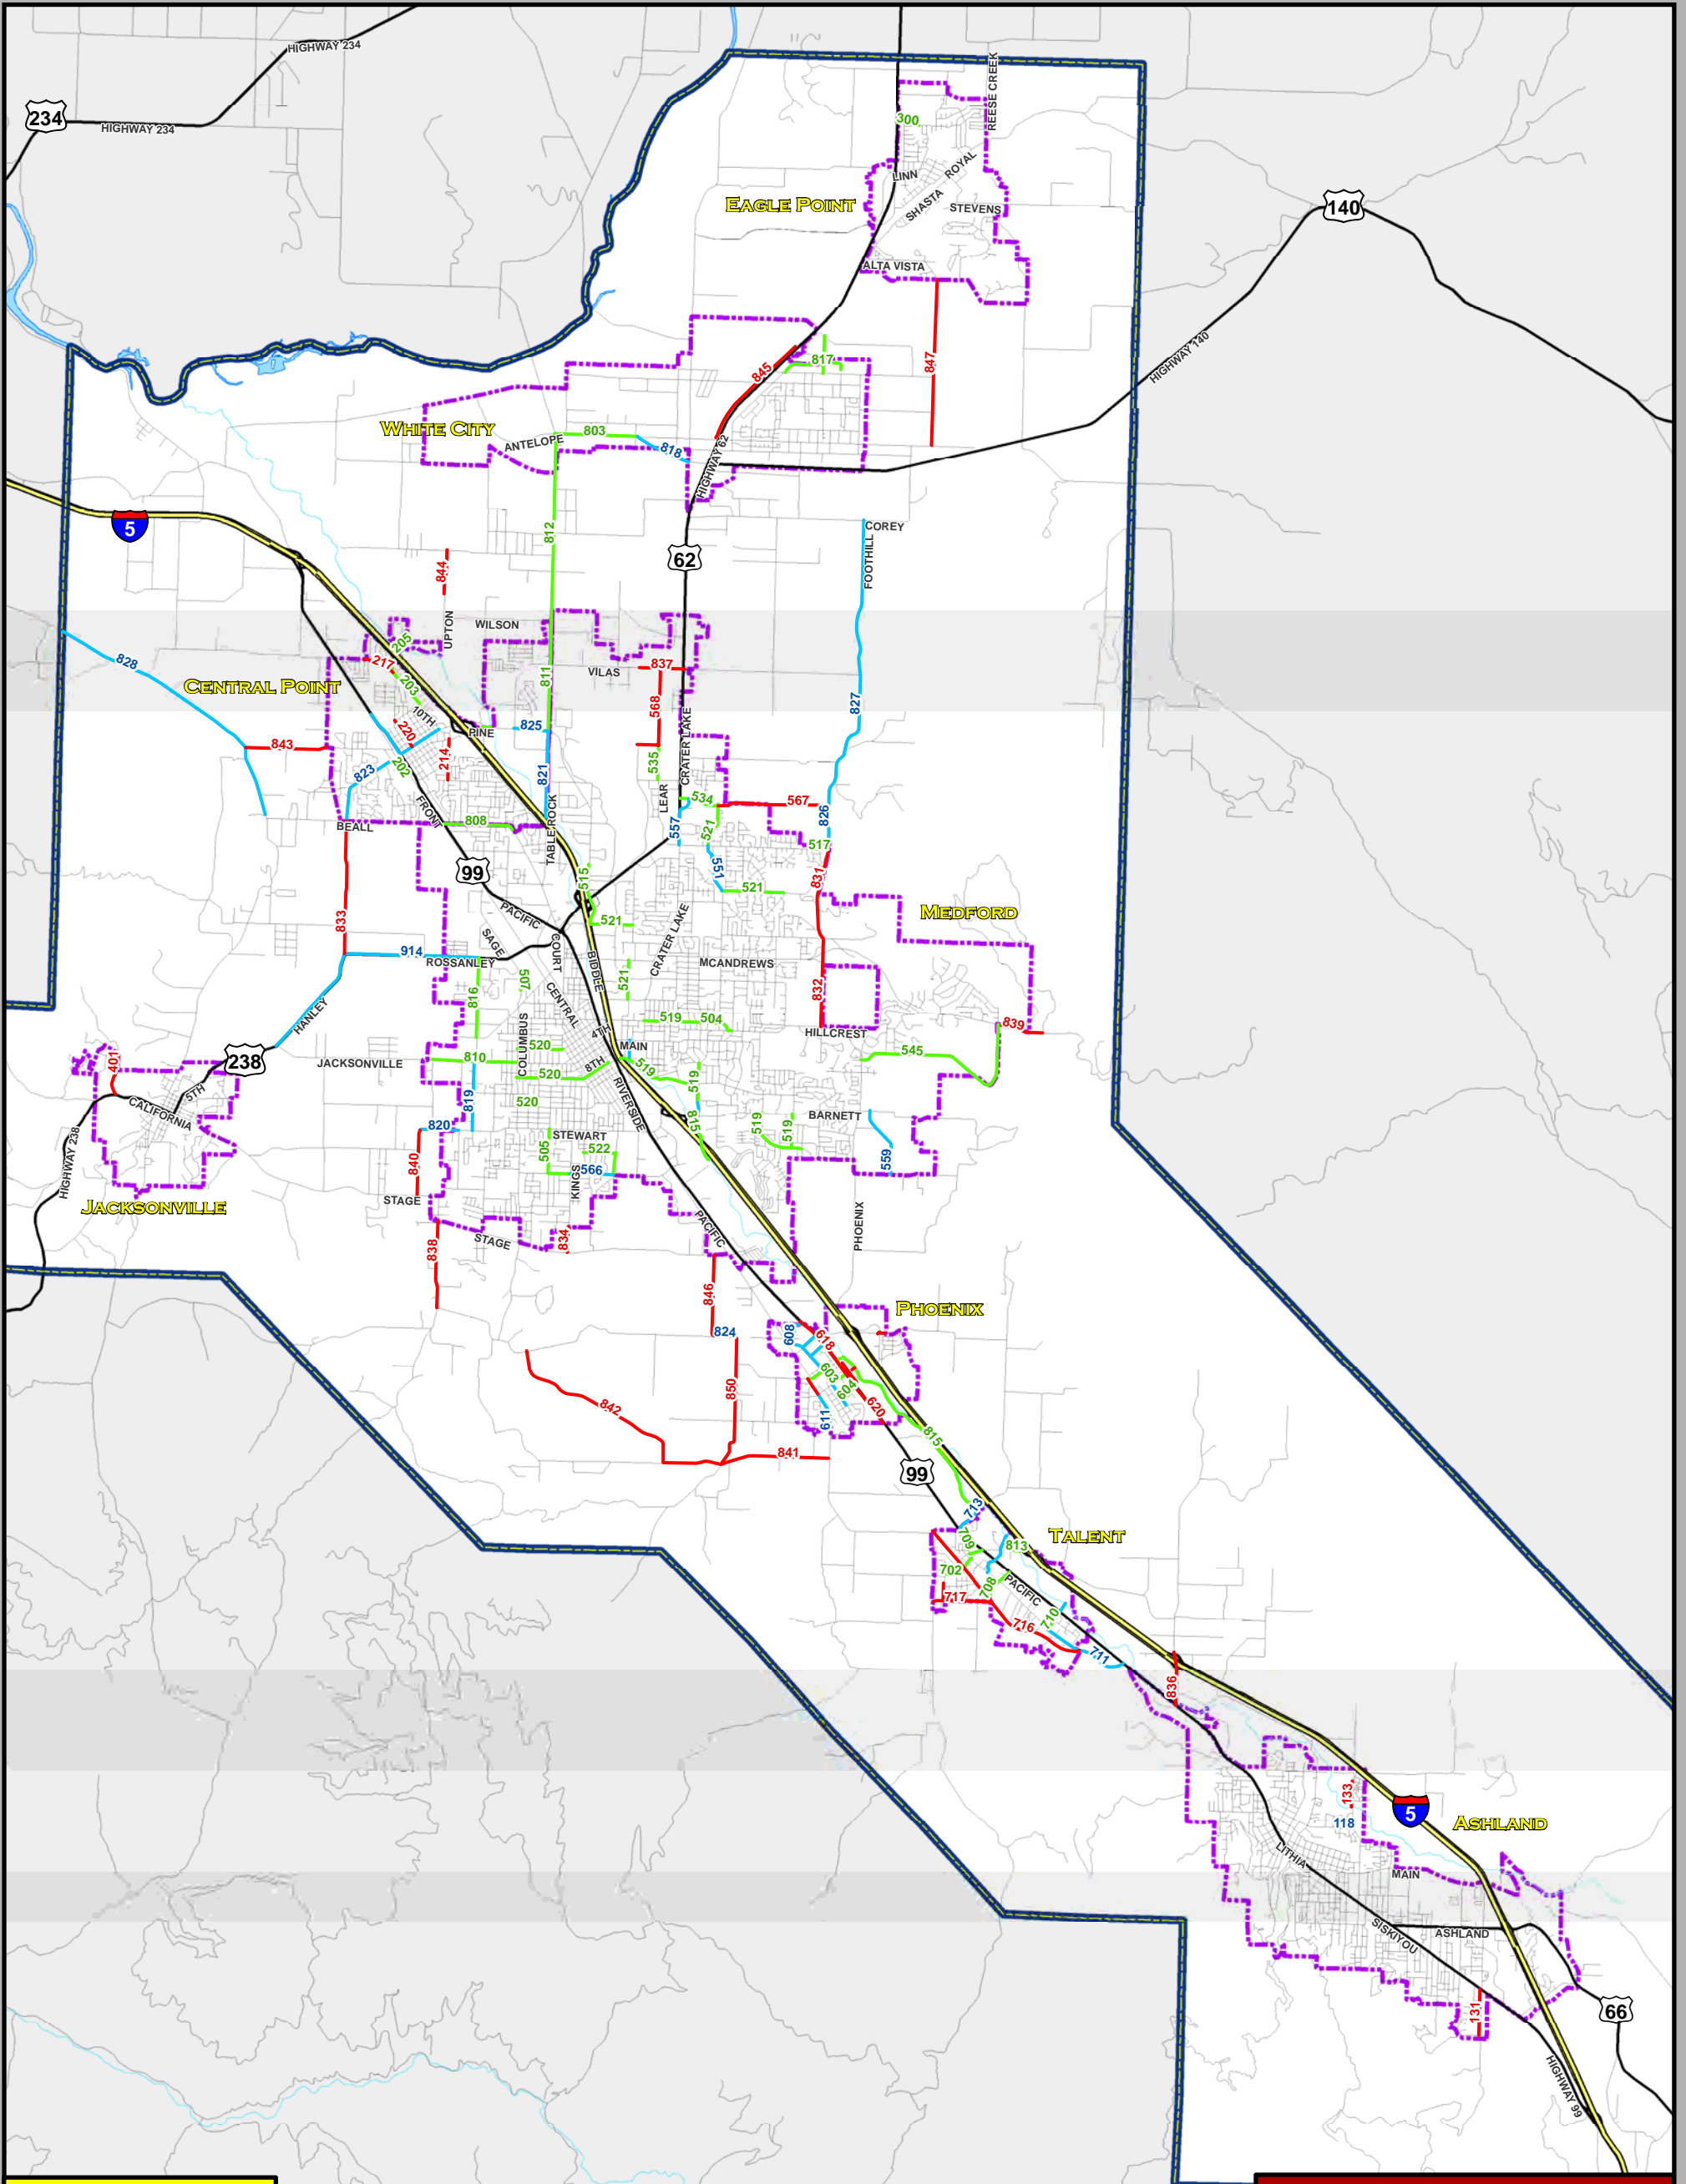 HIGHWAY 234
234
HIGHWAY 234
REESE CREEK
300
LINN
ROYAL
SHASTA
EAGLE POINT
STEVENS
140
ALTA VISTA
HIGHWAY 140
847
817
845
WHITE CITY
ANTELOPE
803
818
HIGHWAY 62
5
812
COREY
FOOTHILL
62
844
UPTON
WILSON
205
217
203
828
CENTRAL POINT
VILAS
837
811
568
827
10TH
220
PINE
825
CRATER LAKE
843
214
202
823
821
535
LEAR
534
567
826
FRONT
BEALL
808
TABLE ROCK
557
521
517
99
551
831
515
521
833
PACIFIC
521
CRATER LAKE
MEDFORD
SAGE
COURT
914
ROSSANLEY
BIDDLE
MCANDREWS
507
521
816
832
CENTRAL
HANLEY
519
504
HILLCREST
839
COLUMBUS
4TH
MAIN
520
545
401
238
JACKSONVILLE
810
8TH
519
520
519
5TH
RIVERSIDE
CALIFORNIA
819
520
815
519
519
BARNETT
820
STEWART
559
HIGHWAY 238
505
522
840
566
KINGS
STAGE
JACKSONVILLE
PHOENIX
838
STAGE
834
PACIFIC
846
PHOENIX
824
608
618
603
604
850
620
842
611
815
841
99
713
TALENT
709
813
702
708
PACIFIC
717
710
716
711
836
133
5
118
ASHLAND
LITHIA
MAIN
SISKIYOU
ASHLAND
131
66
HIGHWAY 99